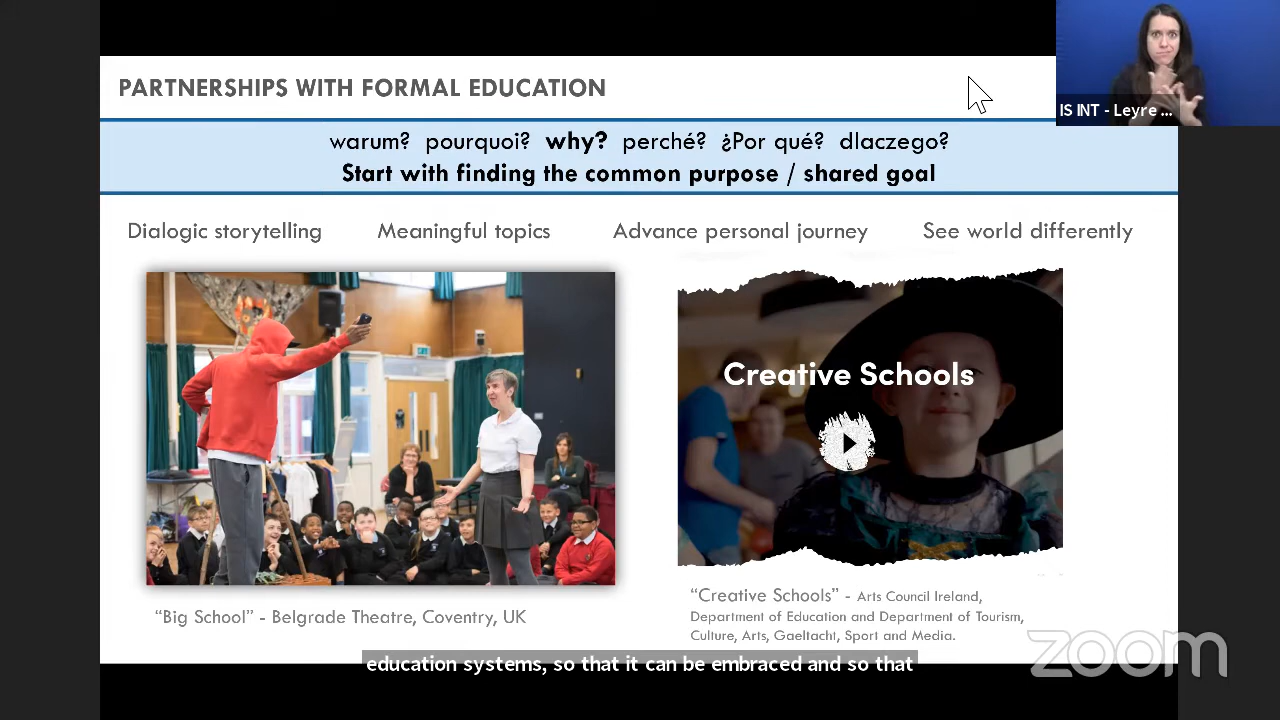 PARTNERSHIPS WITH FORMAL EDUCATION
IS INT - Leyre ...
warum? pourquoi? why? perché? ¿Por qué? dlaczego?
Start with finding the common purpose / shared goal
Dialogic storytelling Meaningful topics Advance personal journey See world differently
Creative Schools
“Big School” - Belgrade Theatre, Coventry, UK
“Creative Schools” - Arts Council Ireland,
Department of Education and Department of Tourism,
Culture, Arts, Gaeltacht, Sport and Media.
zoom
education systems, so that it can be embraced and so that